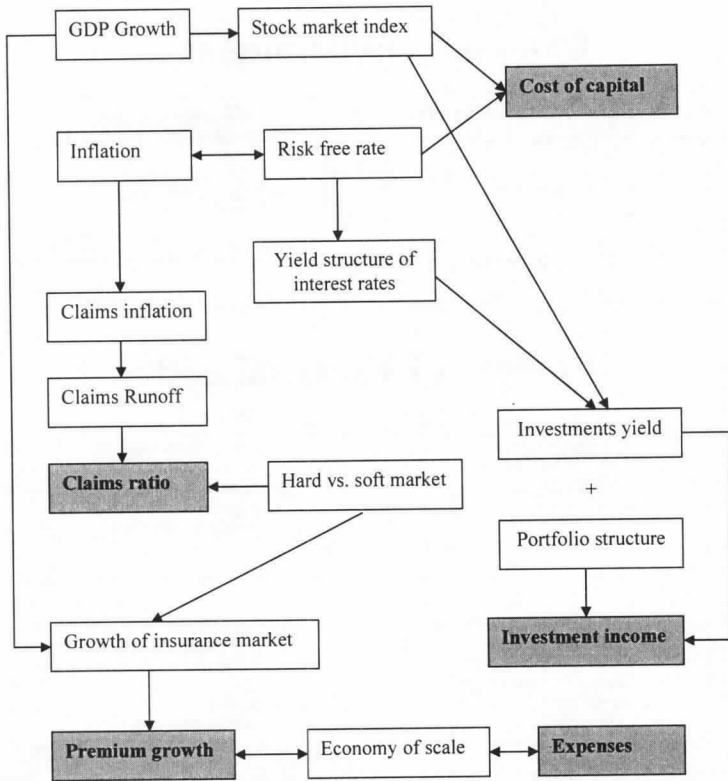 GDP Growth
Stock market index
Cost of capital
Inflation
Risk free rate
Yield structure of
interest rates
Claims inflation
Claims Runoff
Investments yield
Claims ratio
Hard vs. soft market
+
Portfolio structure
Growth of insurance market
Investment income
Premium growth
Economy of scale
Expenses